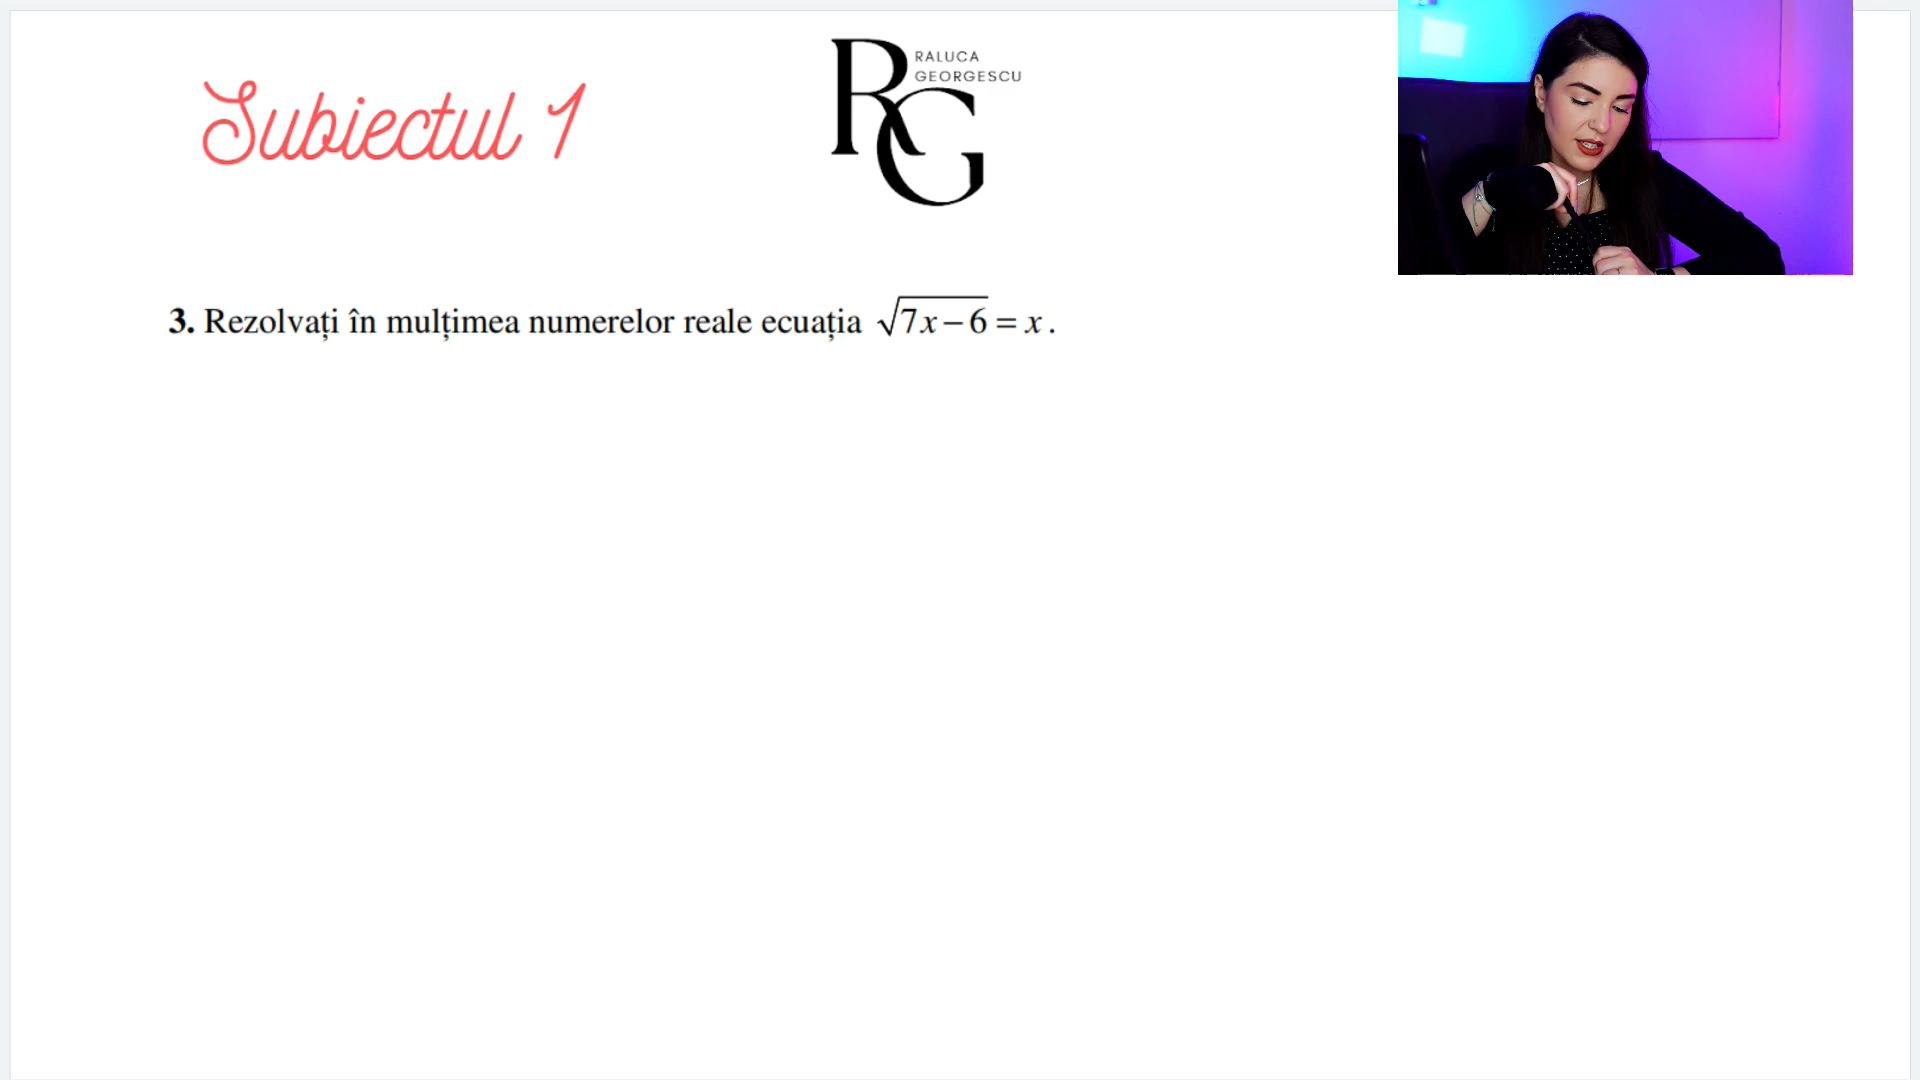 Subiectul 1
RALUCA
GEORGESCU
RG
3. Rezolvați în mulțimea numerelor reale ecuația √7x−6 = x.